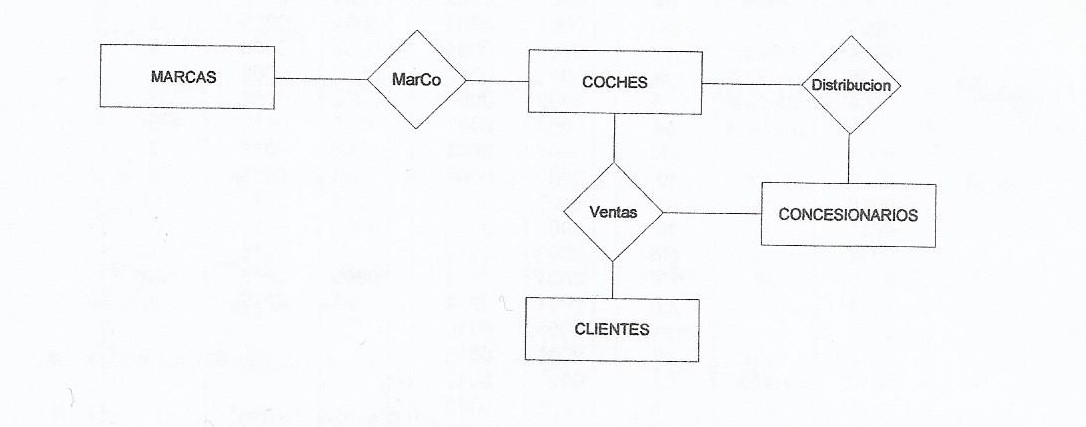 MARCAS
MarCo
COCHES
Distribucion
Ventas
CONCESIONARIOS
CLIENTES